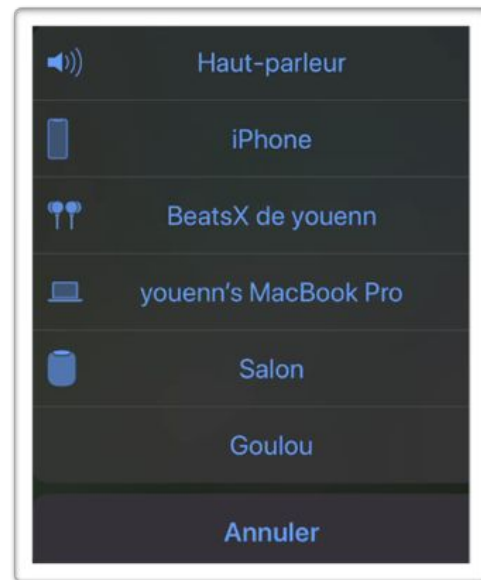 Haut-parleur
iPhone
BeatsX de youenn
youenn's MacBook Pro
Salon
Goulou
Annuler